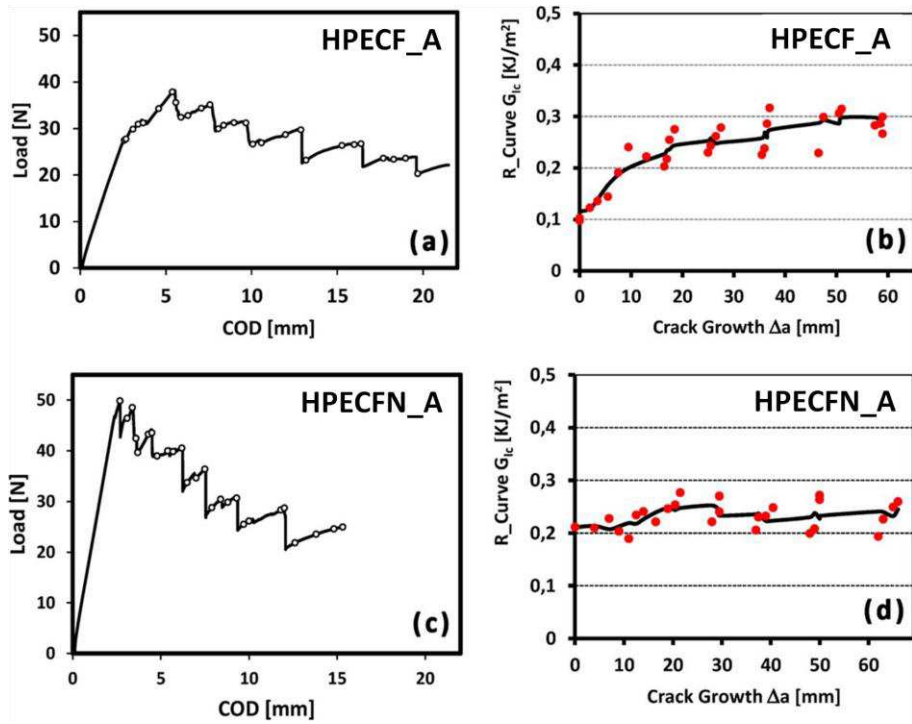 HPECF_A
Load [N]
50
40
30
20
10
0
0 5 10 15 20
COD [mm]
(a)
HPECF_A
R_Curve G_Ic [KJ/m²]
0,5
0,4
0,3
0,2
0,1
0
0 10 20 30 40 50 60
Crack Growth Δa [mm]
(b)
HPECFN_A
Load [N]
50
40
30
20
10
0
0 5 10 15 20
COD [mm]
(c)
HPECFN_A
R_Curve G_Ic [KJ/m²]
0,5
0,4
0,3
0,2
0,1
0
0 10 20 30 40 50 60
Crack Growth Δa [mm]
(d)